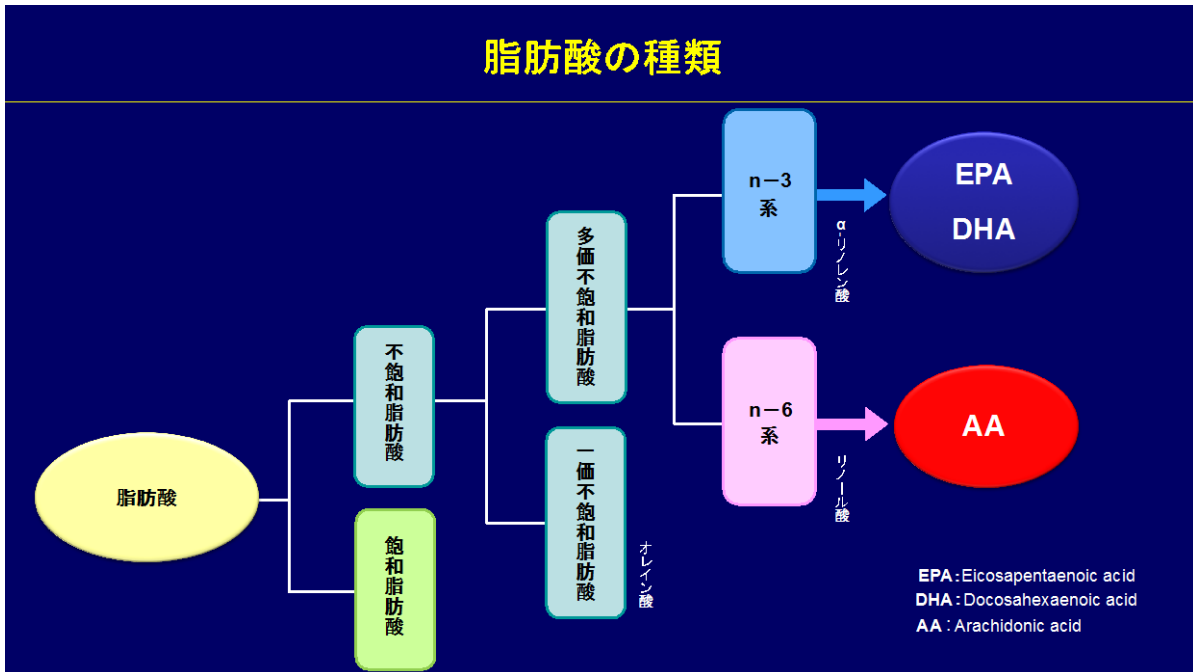 脂肪酸の種類
脂肪酸
不飽和脂肪酸
飽和脂肪酸
多価不飽和脂肪酸
一価不飽和脂肪酸
オレイン酸
n－3
系
α-リノレン酸
EPA
DHA
n－6
系
リノール酸
AA
EPA：Eicosapentaenoic acid
DHA：Docosahexaenoic acid
AA：Arachidonic acid